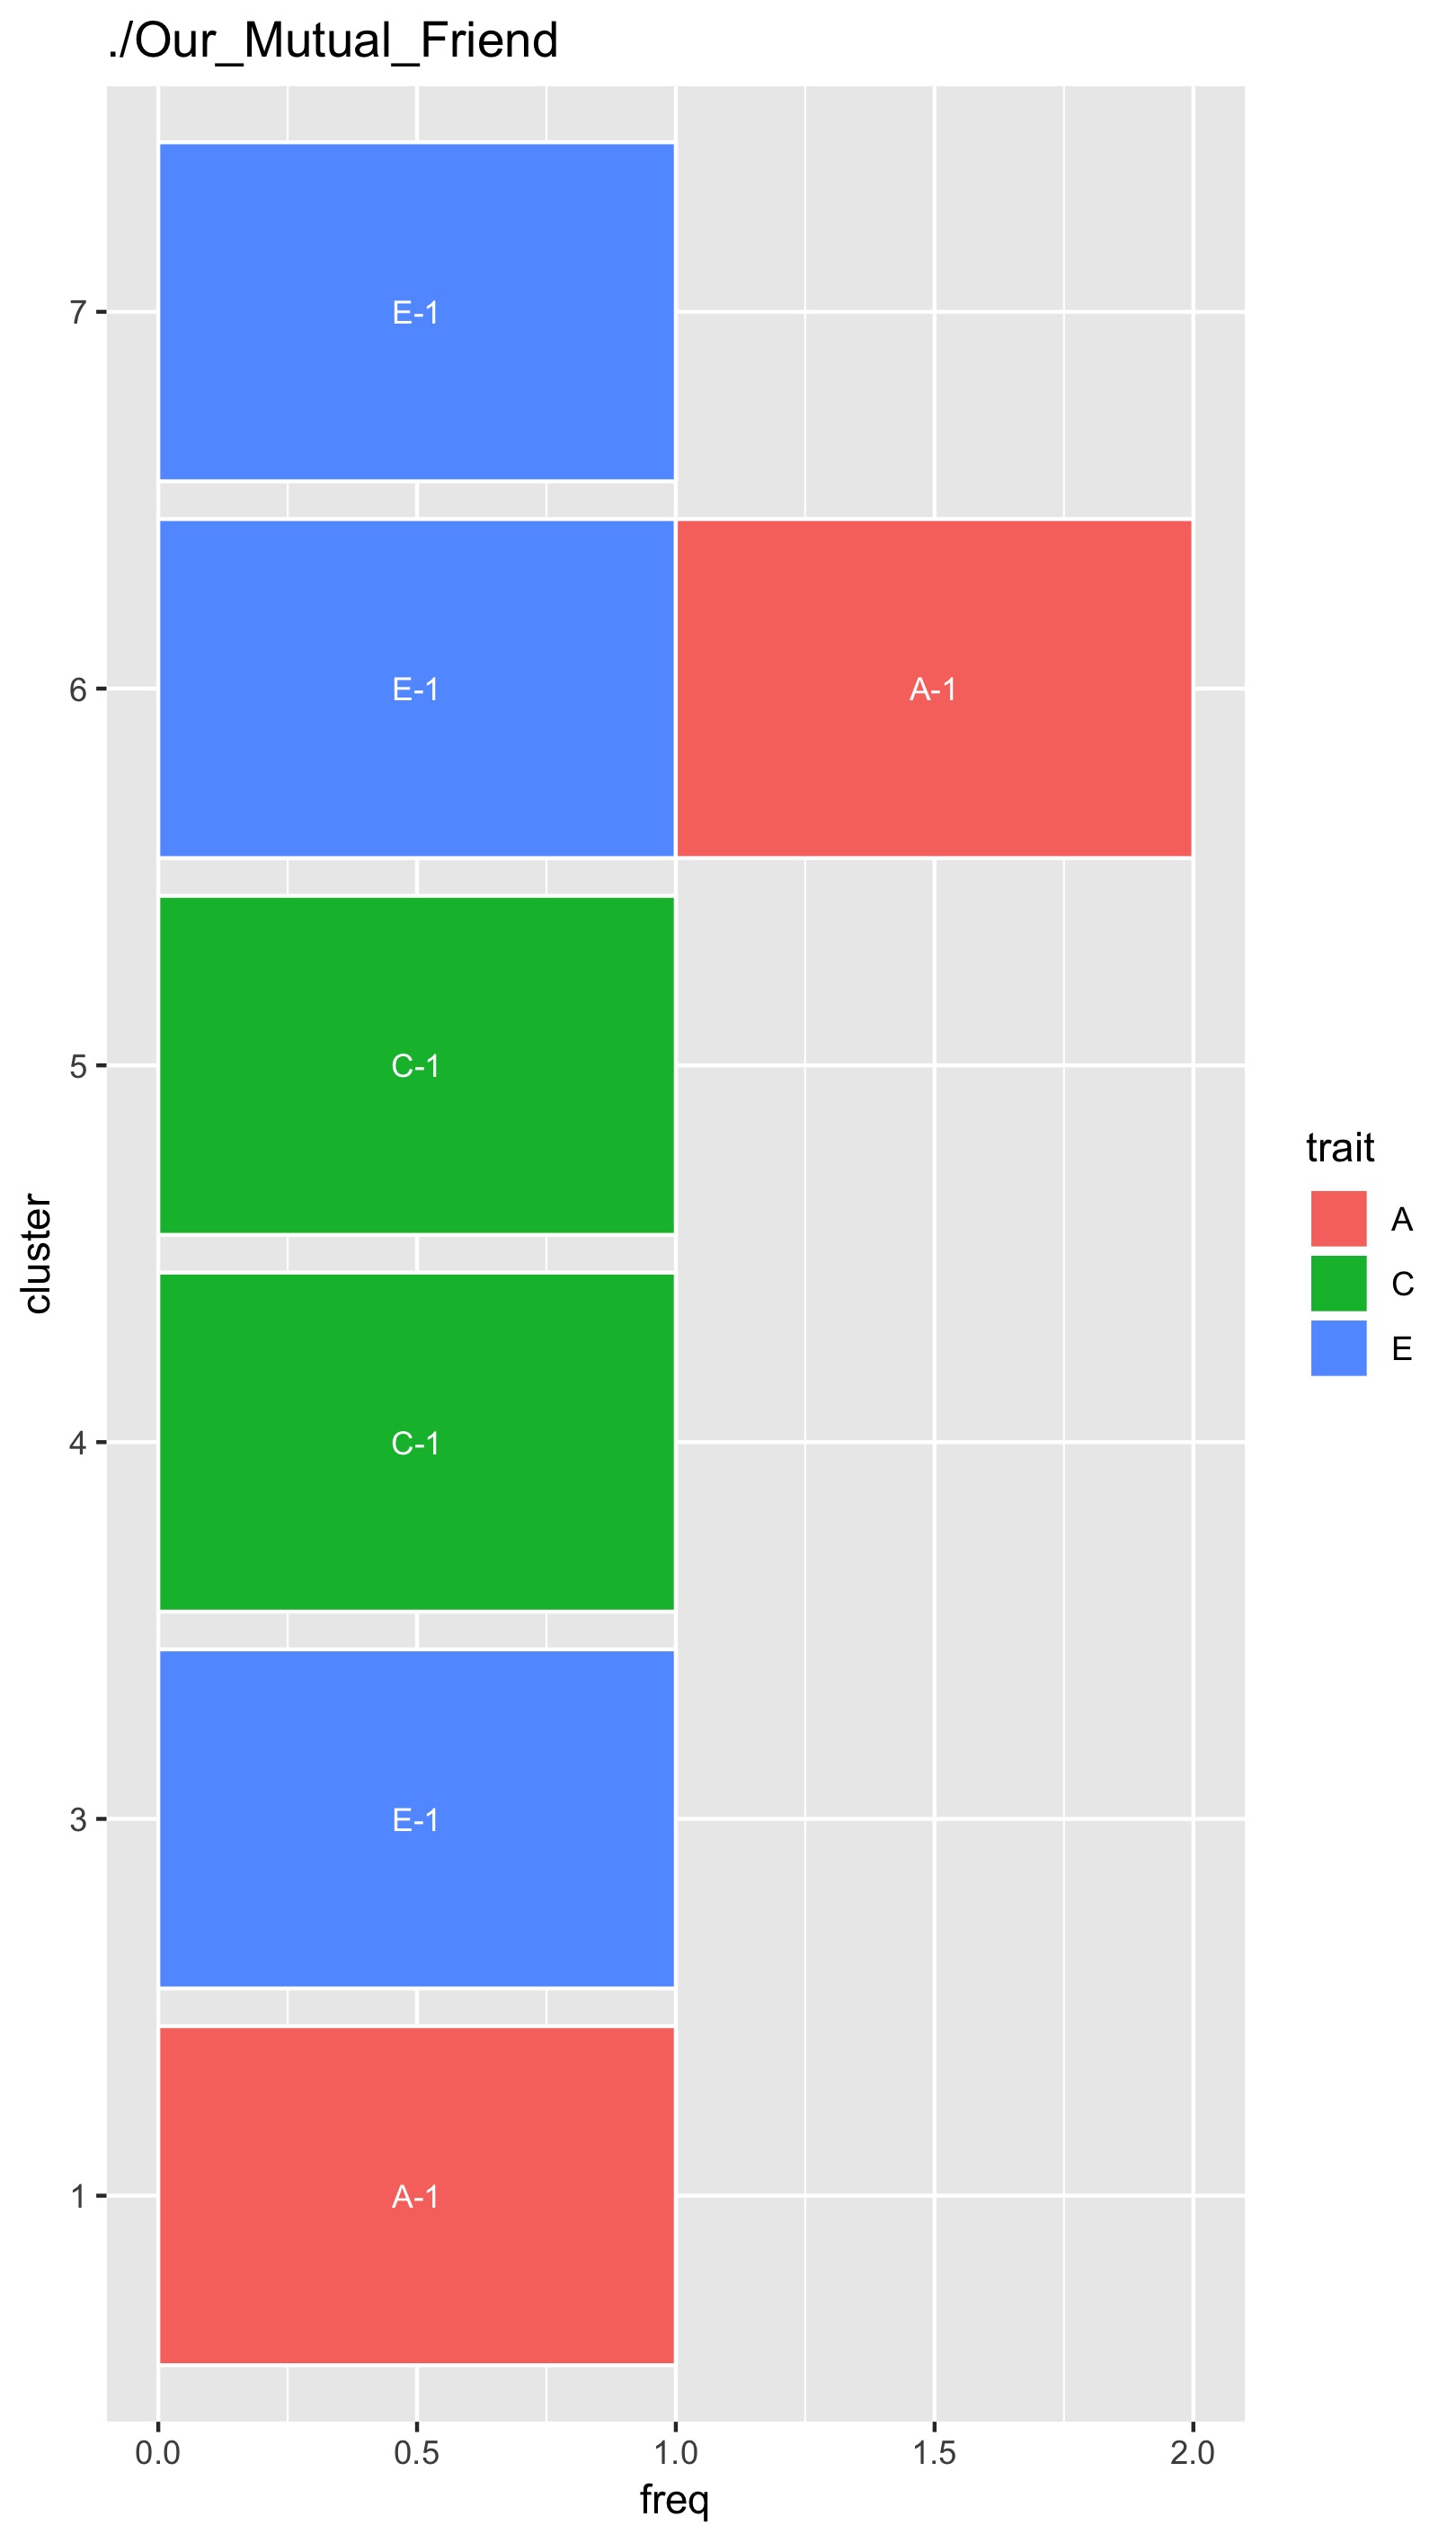 ./Our_Mutual_Friend
7
E-1
6
E-1 A-1
5
C-1
4
C-1
3
E-1
1
A-1
0.0 0.5 1.0 1.5 2.0
freq
cluster
trait
A
C
E